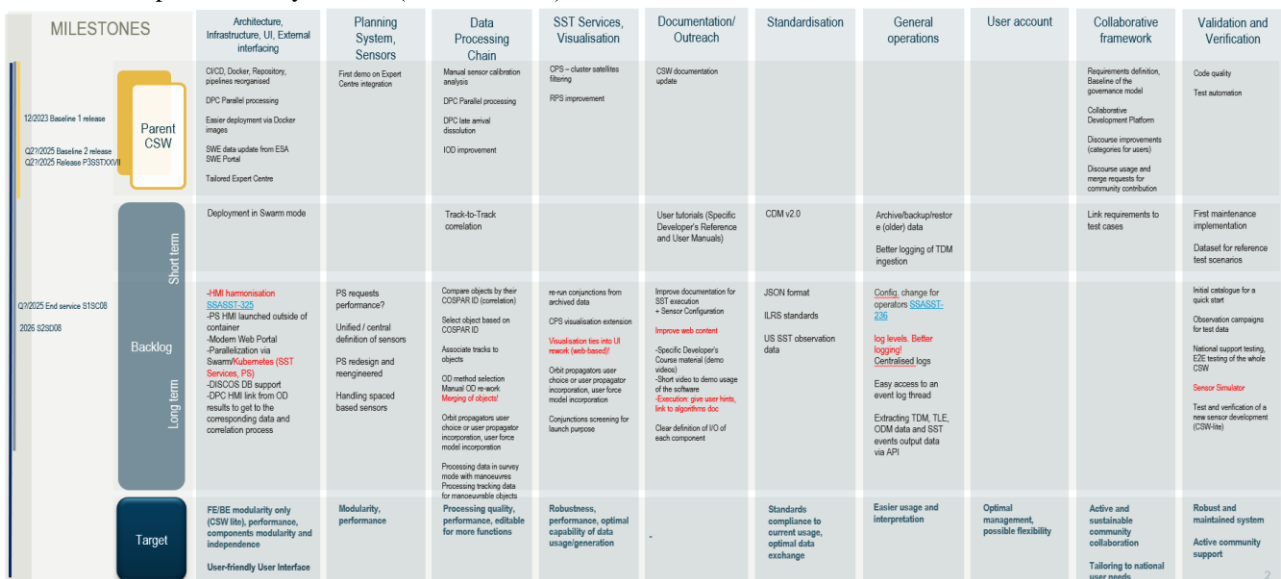 MILESTONES
Architecture,
Infrastructure, UI, External
interfacing
Planning
System,
Sensors
Data
Processing
Chain
SST Services,
Visualisation
Documentation/
Outreach
Standardisation
General
operations
User account
Collaborative
framework
Validation and
Verification
12/2023 Baseline 1 release
Q2?/2025 Baseline 2 release
Q2?/2025 Release P3SSTXXVII
Parent
CSW
CI/CD, Docker, Repository,
pipelines reorganised
DPC Parallel processing
Easier deployment via Docker
images
SWE data update from ESA
SWE Portal
Tailored Expert Centre
First demo on Expert
Centre integration
Manual sensor calibration
analysis
DPC Parallel processing
DPC late arrival
dissolution
IOD improvement
CPS – cluster satellites
filtering
RPS improvement
CSW documentation
update
Requirements definition,
Baseline of the
governance model
Collaborative
Development Platform
Discourse improvements
(categories for users)
Discourse usage and
merge requests for
community contribution
Code quality
Test automation
Q?/2025 End service S1SC08
2026 S2SD08
Backlog
Short term
Long term
Deployment in Swarm mode
Track-to-Track
correlation
User tutorials (Specific
Developer's Reference
and User Manuals)
CDM v2.0
Archive/backup/restor
e (older) data
Better logging of TDM
ingestion
Link requirements to
test cases
First maintenance
implementation
Dataset for reference
test scenarios
-HMI harmonisation
SSASST-325
-PS HMI launched outside of
container
-Modern Web Portal
-Parallelization via
Swarm/Kubernetes (SST
Services, PS)
-DISCOS DB support
-DPC HMI link from OD
results to get to the
corresponding data and
correlation process
PS requests
performance?
Unified / central
definition of sensors
PS redesign and
reengineered
Handling spaced
based sensors
Compare objects by their
COSPAR ID (correlation)
Select object based on
COSPAR ID
Associate tracks to
objects
OD method selection
Manual OD re-work
Merging of objects!
Orbit propagators user
choice or user propagator
incorporation, user force
model incorporation
Processing data in survey
mode with manoeuvres
Processing tracking data
for manoeuvrable objects
re-run conjunctions from
archived data
CPS visualisation extension
Visualisation ties into UI
rework (web-based)!
Orbit propagators user
choice or user propagator
incorporation, user force
model incorporation
Conjunctions screening for
launch purpose
Improve documentation for
SST execution
+ Sensor Configuration
Improve web content
-Specific Developer's
Course material (demo
videos)
-Short video to demo usage
of the software
-Execution: give user hints,
link to algorithms doc
Clear definition of I/O of
each component
JSON format
ILRS standards
US SST observation
data
Config, change for
operators SSASST-
236
log levels. Better
logging!
Centralised logs
Easy access to an
event log thread
Extracting TDM, TLE,
ODM data and SST
events output data
via API
Initial catalogue for a
quick start
Observation campaigns
for test data
National support testing,
E2E testing of the whole
CSW
Sensor Simulator
Test and verification of a
new sensor development
(CSW-lite)
Target
FE/BE modularity only
(CSW lite), performance,
components modularity and
independence
User-friendly User Interface
Modularity,
performance
Processing quality,
performance, editable
for more functions
Robustness,
performance, optimal
capability of data
usage/generation
-
Standards
compliance to
current usage,
optimal data
exchange
Easier usage and
interpretation
Optimal
management,
possible flexibility
Active and
sustainable
community
collaboration
Tailoring to national
user needs
Robust and
maintained system
Active community
support
2